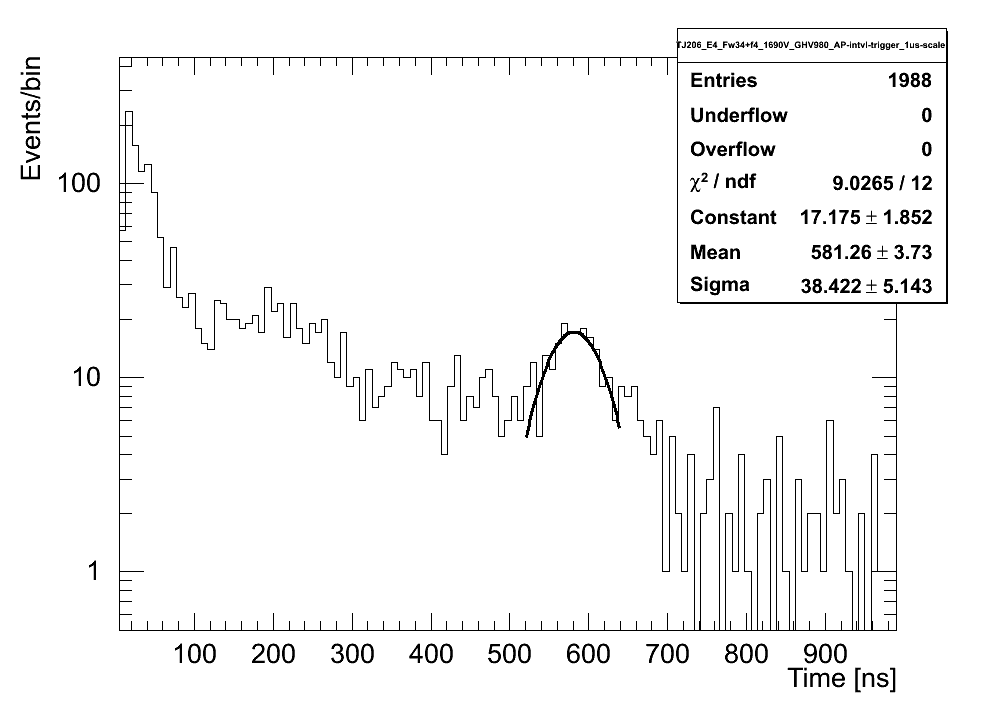 TJ206_E4_Fw34+f4_1690V_GHV980_AP-intvl-trigger_1us-scale
Entries 1988
Underflow 0
Overflow 0
χ² / ndf 9.0265 / 12
Constant 17.175 ± 1.852
Mean 581.26 ± 3.73
Sigma 38.422 ± 5.143
Events/bin
100
10
1
100 200 300 400 500 600 700 800 900
Time [ns]